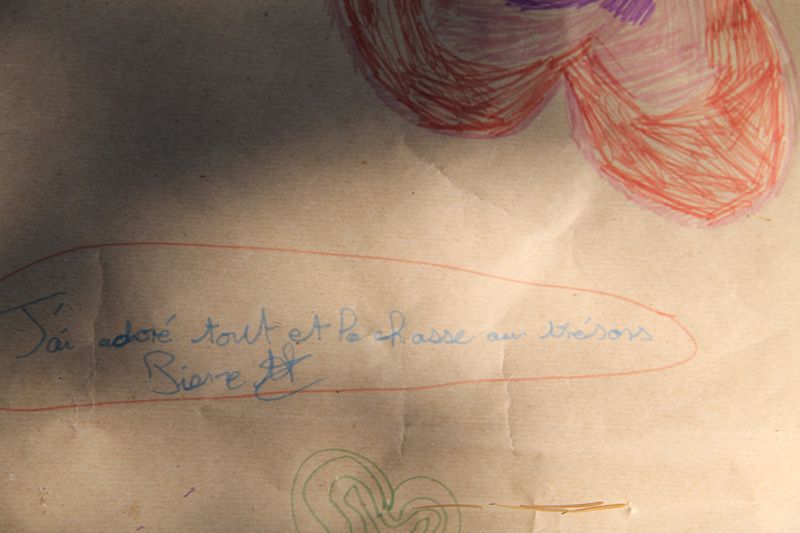 J'ai adoré tout et la chasse au trésors
Pierre